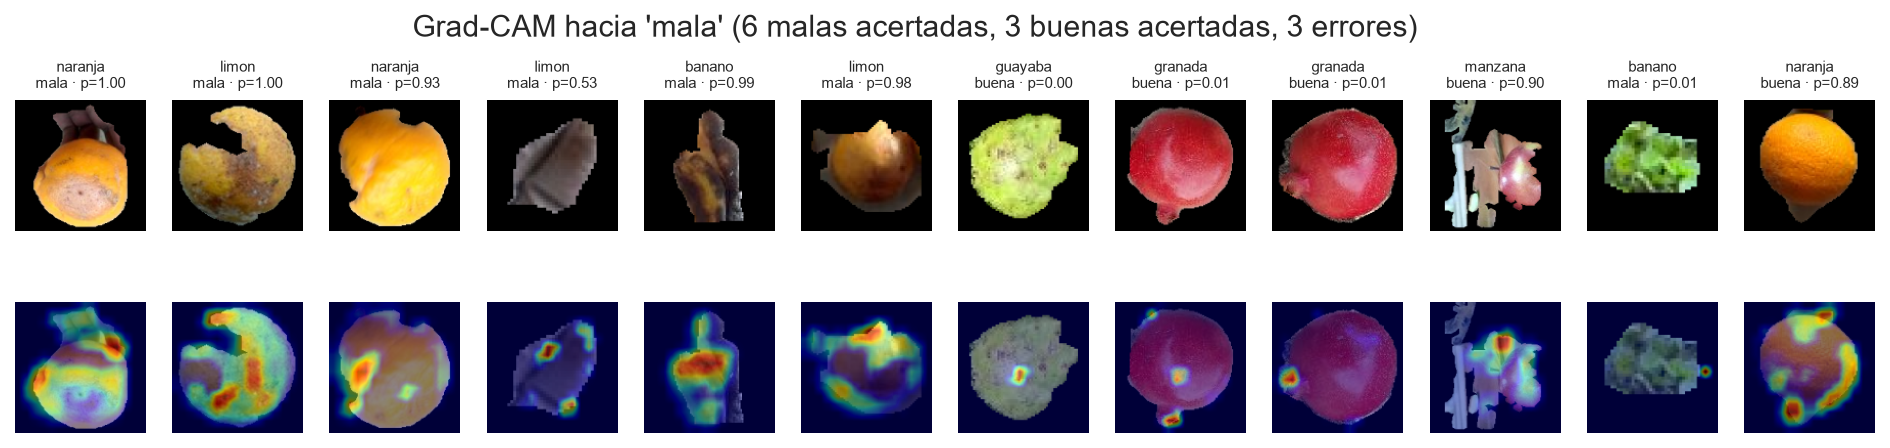 Grad-CAM hacia 'mala' (6 malas acertadas, 3 buenas acertadas, 3 errores)
naranja
mala · p=1.00
limon
mala · p=1.00
naranja
mala · p=0.93
limon
mala · p=0.53
banano
mala · p=0.99
limon
mala · p=0.98
guayaba
buena · p=0.00
granada
buena · p=0.01
granada
buena · p=0.01
manzana
buena · p=0.90
banano
mala · p=0.01
naranja
buena · p=0.89